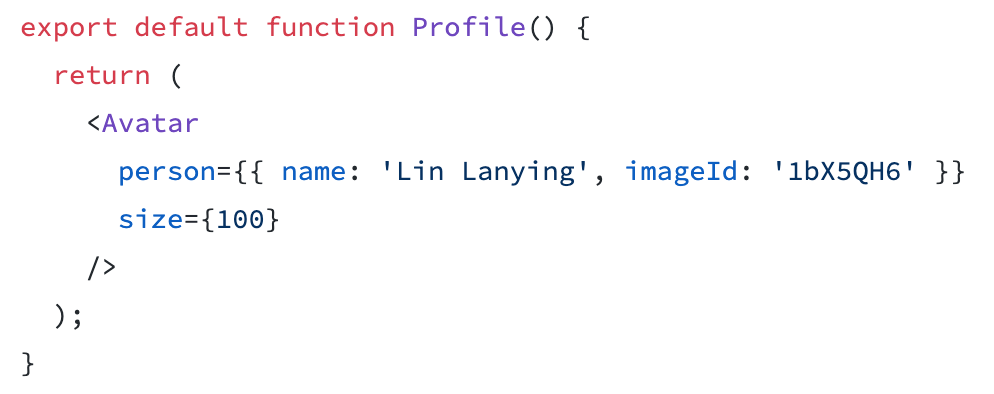 export default function Profile() {
  return (
    <Avatar
      person={{ name: 'Lin Lanying', imageId: '1bX5QH6' }}
      size={100}
    />
  );
}